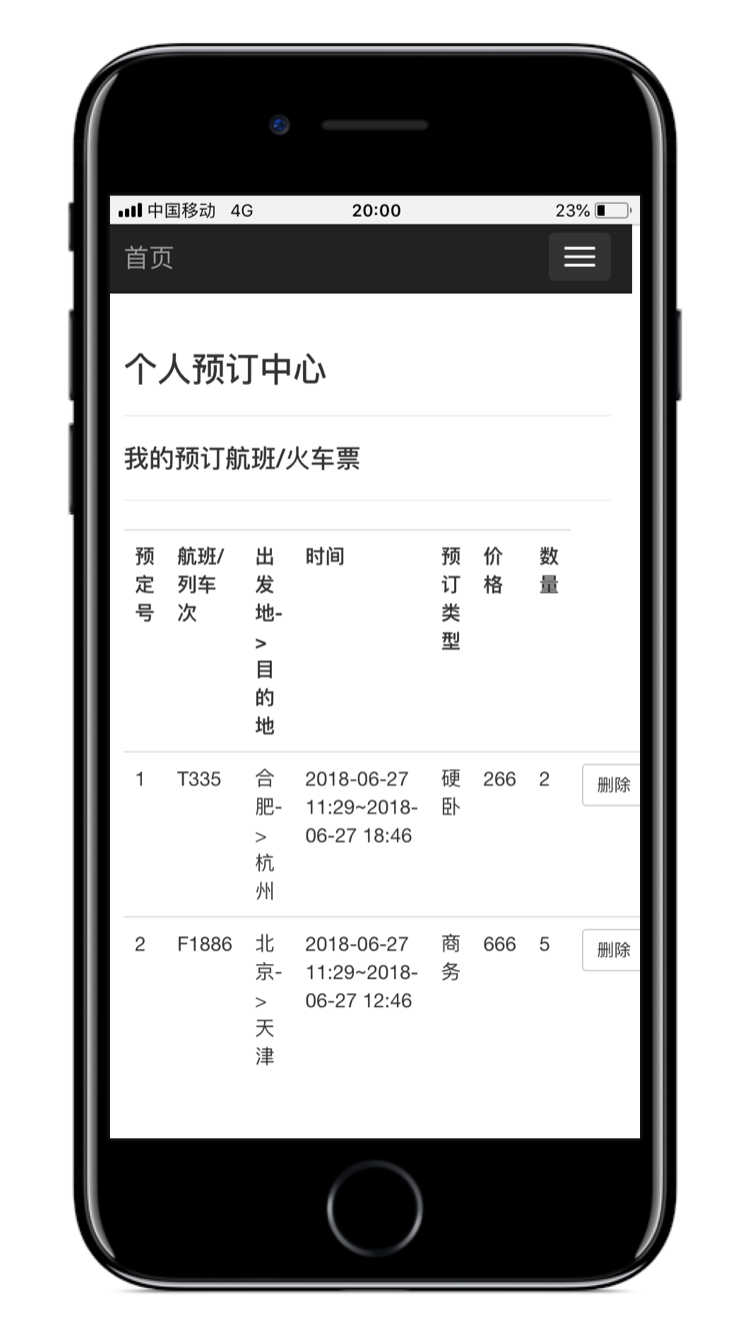 中国移动 4G 20:00 23%
首页
个人预订中心
我的预订航班/火车票
预 航班/ 出 时间 预 价 数
定 列车 发 订 格 量
号 次 地- 类
> 型
目
的
地
1 T335 合 2018-06-27 硬 266 2 删除
肥- 11:29~2018- 卧
> 06-27 18:46
杭
州
2 F1886 北 2018-06-27 商 666 5 删除
京- 11:29~2018- 务
> 06-27 12:46
天
津